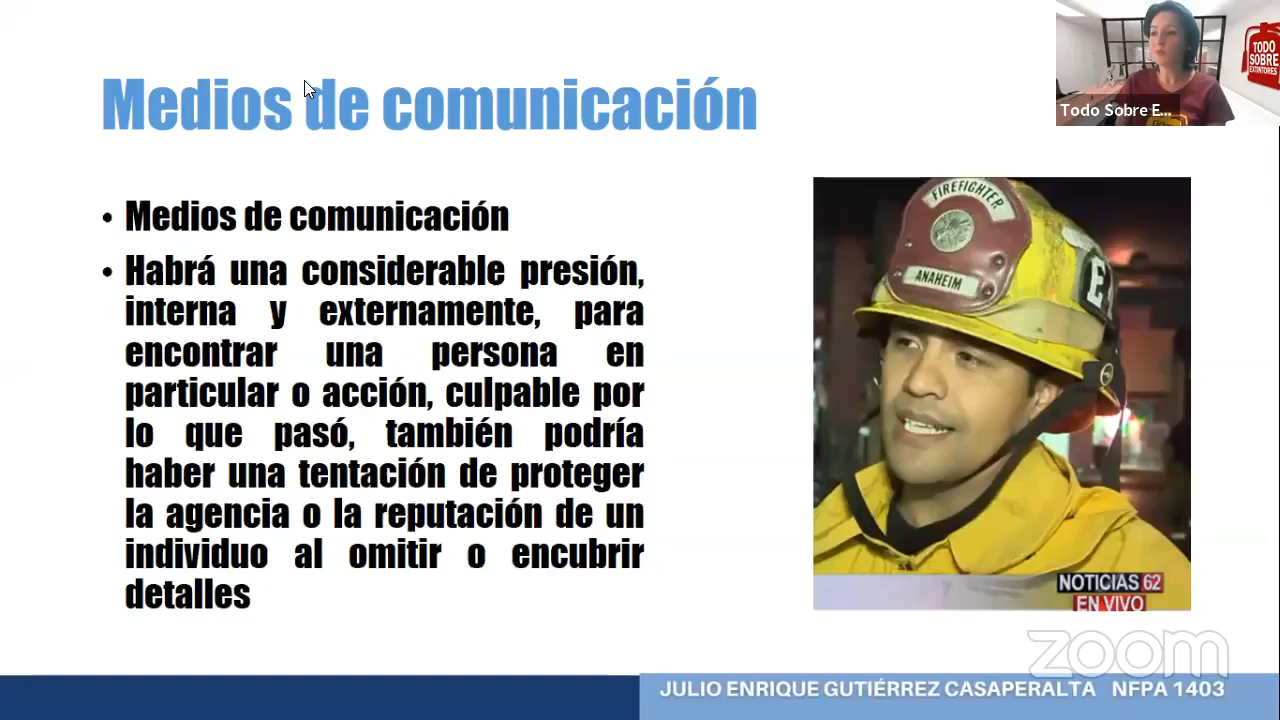 Medios de comunicación
TODO
SOBRE
EXTINTORES
Todo Sobre E...
• Medios de comunicación
• Habrá una considerable presión,
interna y externamente, para
encontrar una persona en
particular o acción, culpable por
lo que pasó, también podría
haber una tentación de proteger
la agencia o la reputación de un
individuo al omitir o encubrir
detalles
FIREFIGHTER
ANAHEIM
E
NOTICIAS 62
EN VIVO
zoom
JULIO ENRIQUE GUTIÉRREZ CASAPERALTA NFPA 1403